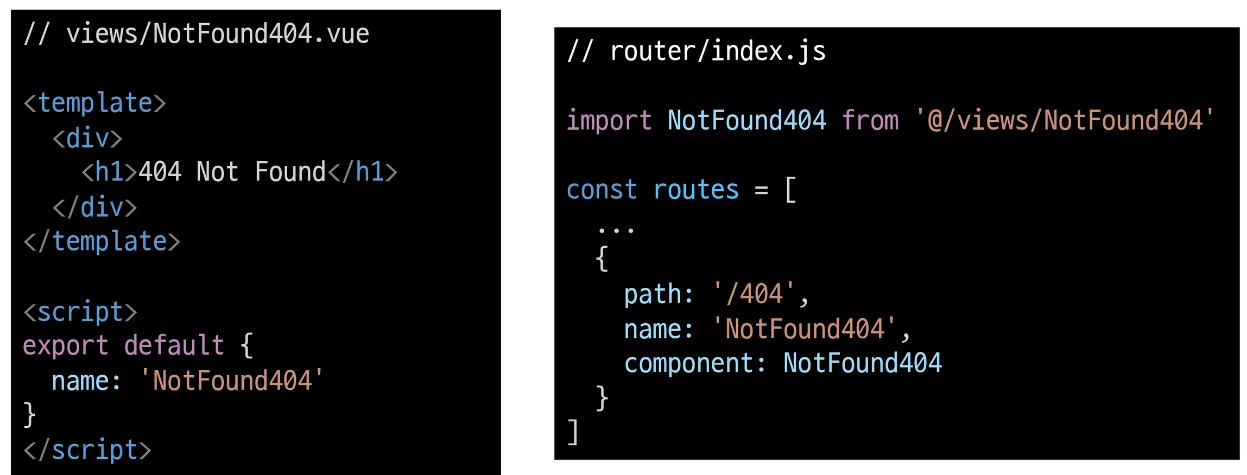 // views/NotFound404.vue
<template>
  <div>
    <h1>404 Not Found</h1>
  </div>
</template>
<script>
export default {
  name: 'NotFound404'
}
</script>
// router/index.js
import NotFound404 from '@/views/NotFound404'
const routes = [
  ...
  {
    path: '/404',
    name: 'NotFound404',
    component: NotFound404
  }
]